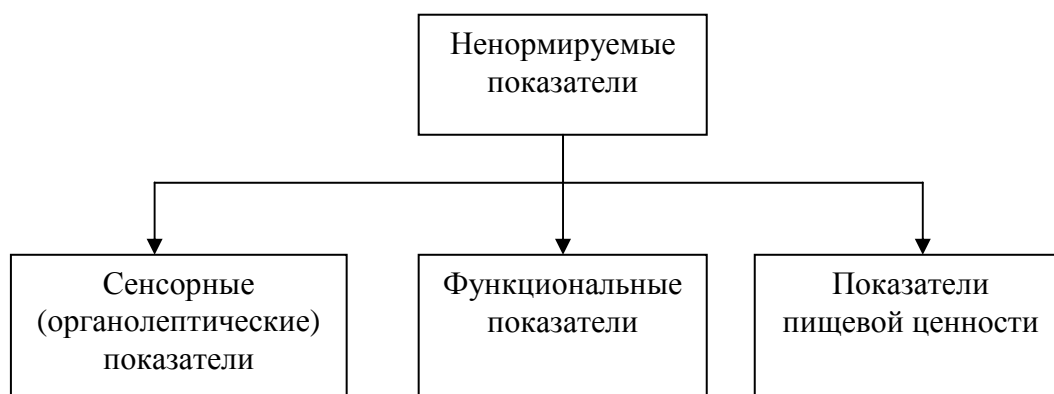 Ненормируемые
показатели
Сенсорные
(органолептические)
показатели
Функциональные
показатели
Показатели
пищевой ценности